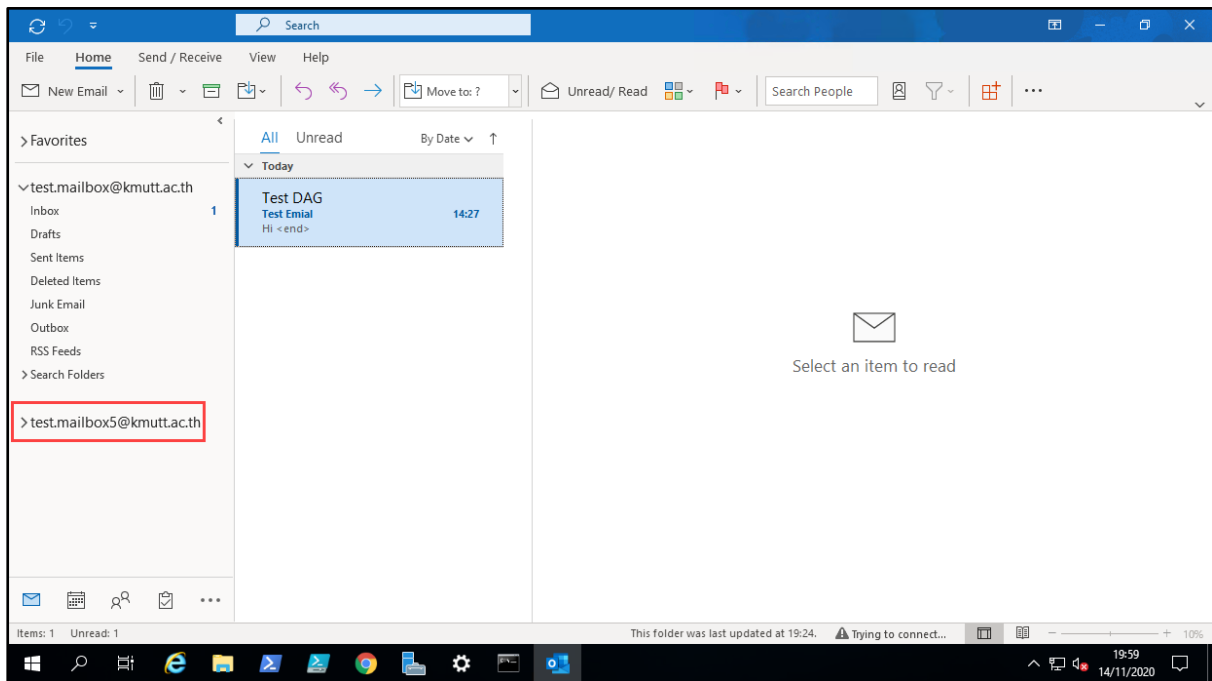 Search
File Home Send / Receive View Help
New Email Move to: ? Unread/ Read Search People ...
Favorites
All Unread By Date
Today
test.mailbox@kmutt.ac.th
Test DAG
Inbox 1
Test Emial 14:27
Drafts
Hi <end>
Sent Items
Deleted Items
Junk Email
Outbox
RSS Feeds
Search Folders
Select an item to read
test.mailbox5@kmutt.ac.th
Items: 1 Unread: 1 This folder was last updated at 19:24. Trying to connect... 10%
19:59
14/11/2020